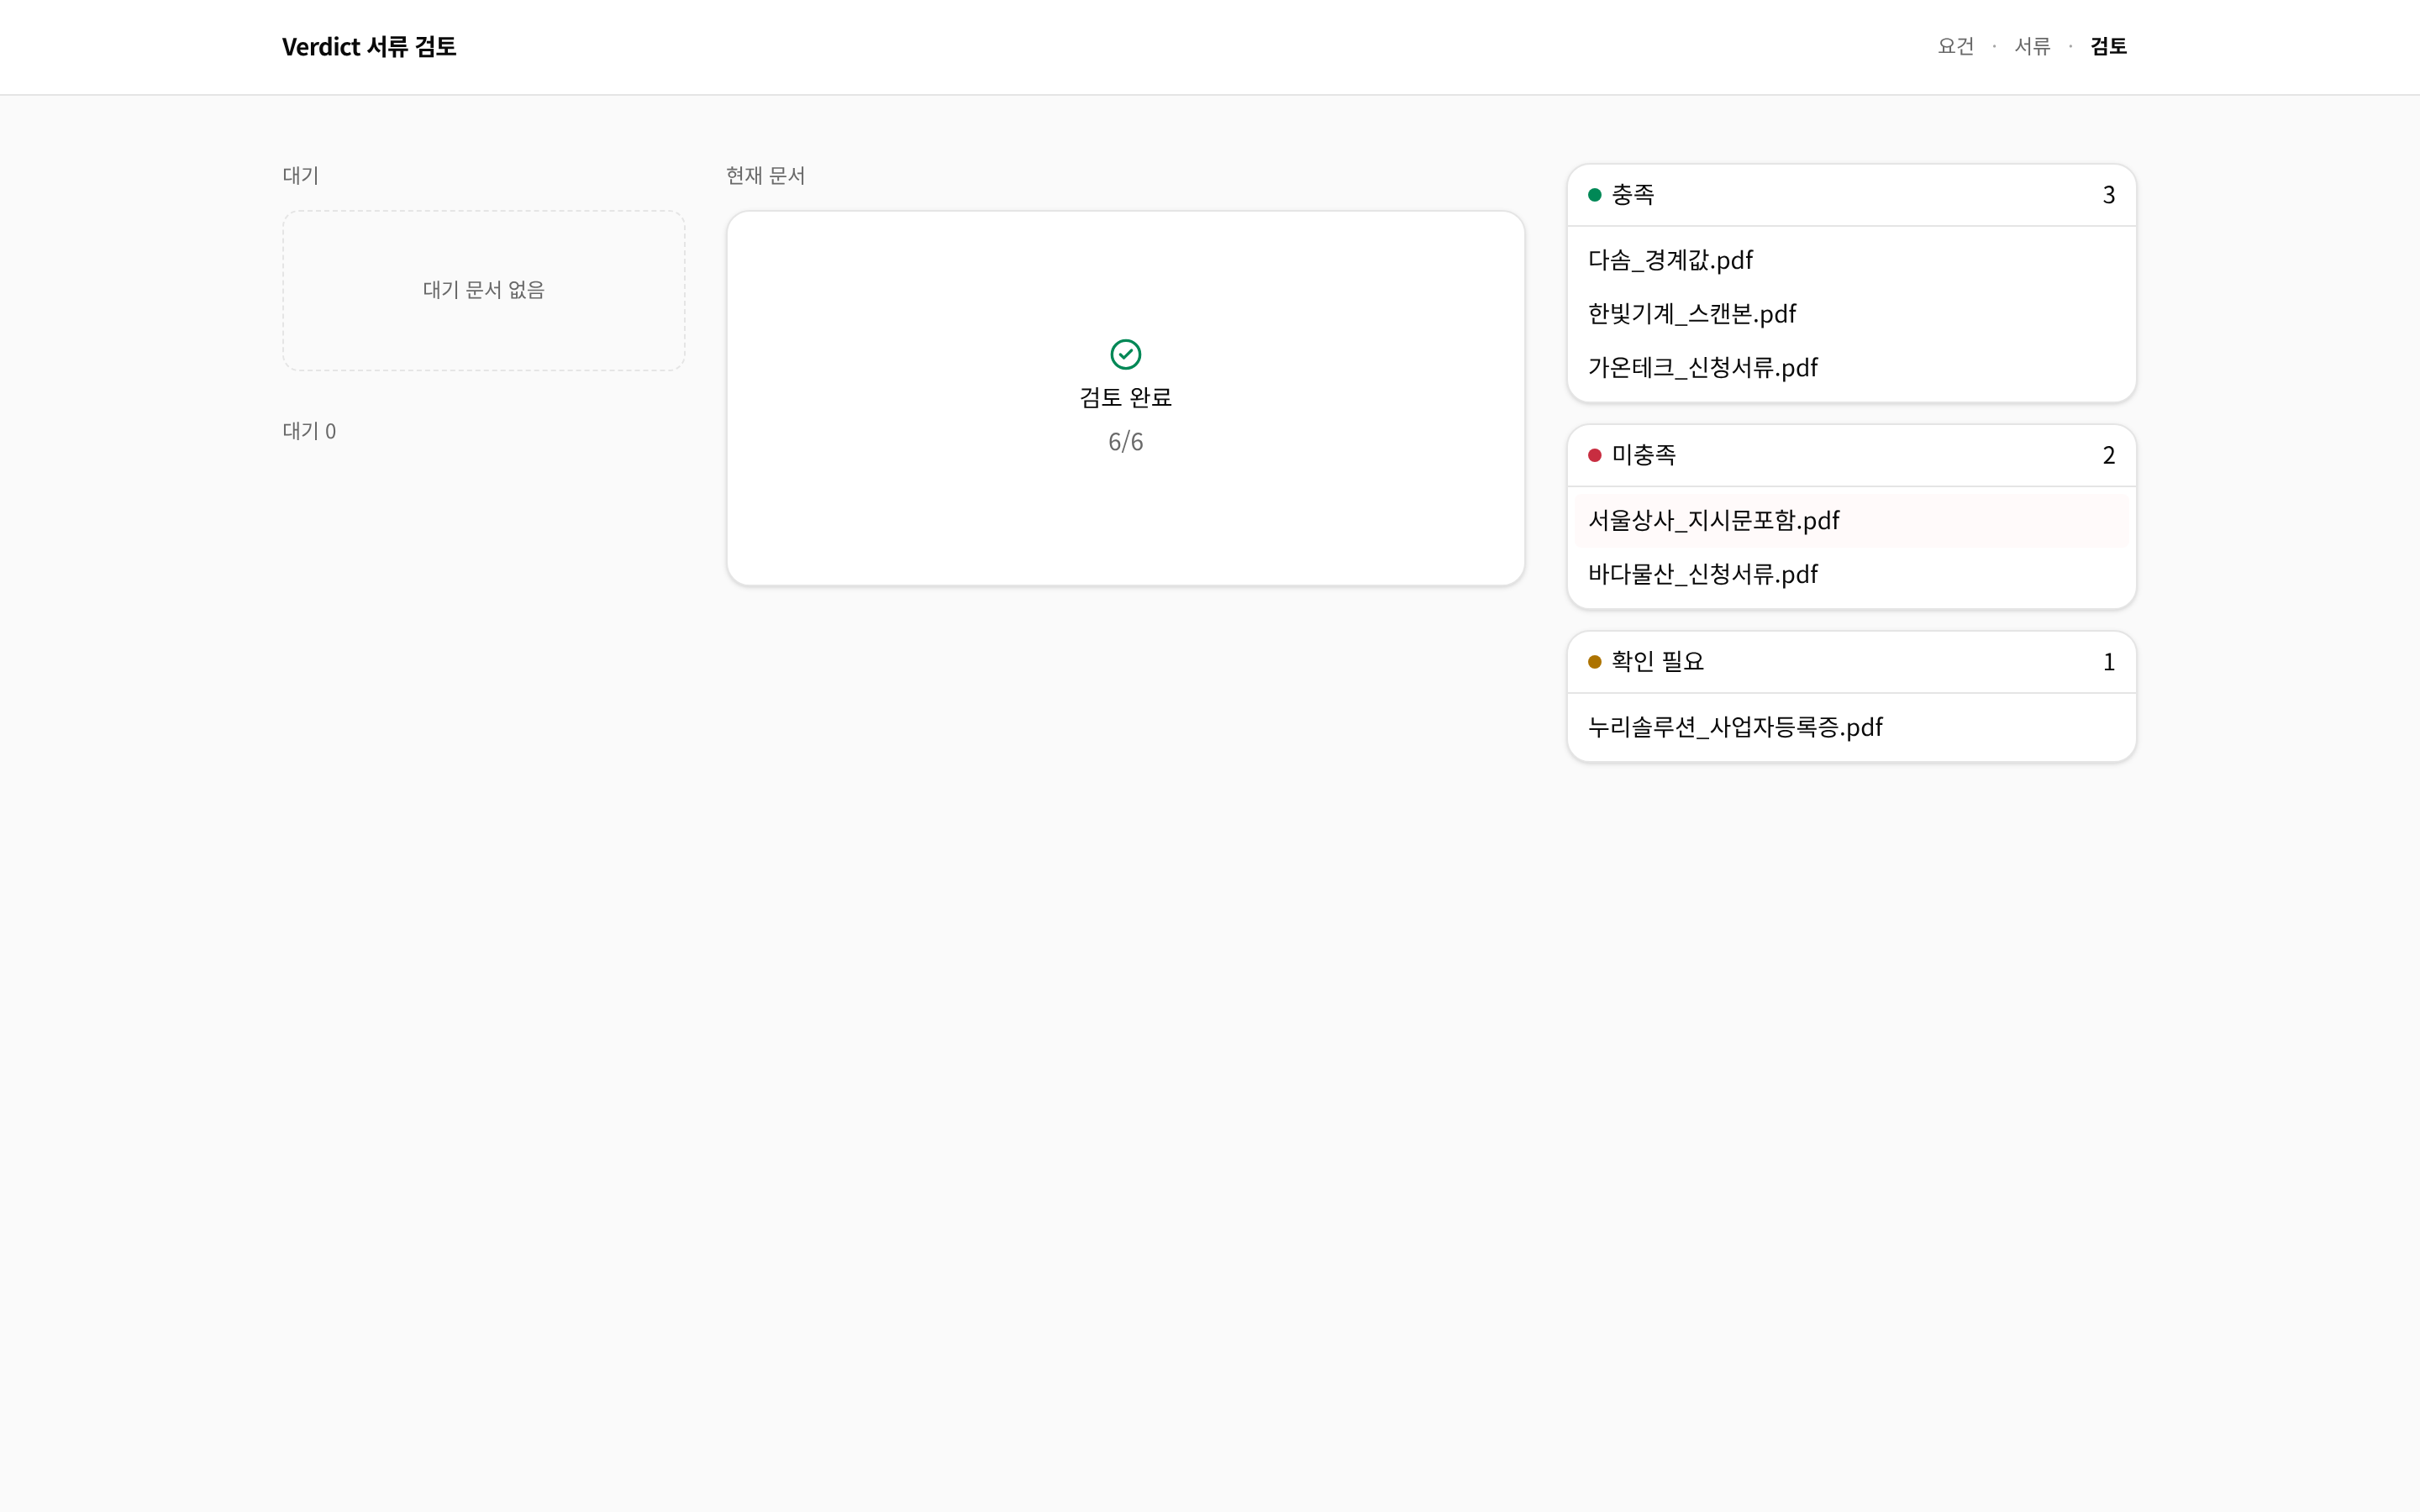 Verdict 서류 검토
요건 · 서류 · 검토
대기
대기 문서 없음
대기 0
현재 문서
검토 완료
6/6
충족 3
다솜_경계값.pdf
한빛기계_스캔본.pdf
가온테크_신청서류.pdf
미충족 2
서울상사_지시문포함.pdf
바다물산_신청서류.pdf
확인 필요 1
누리솔루션_사업자등록증.pdf